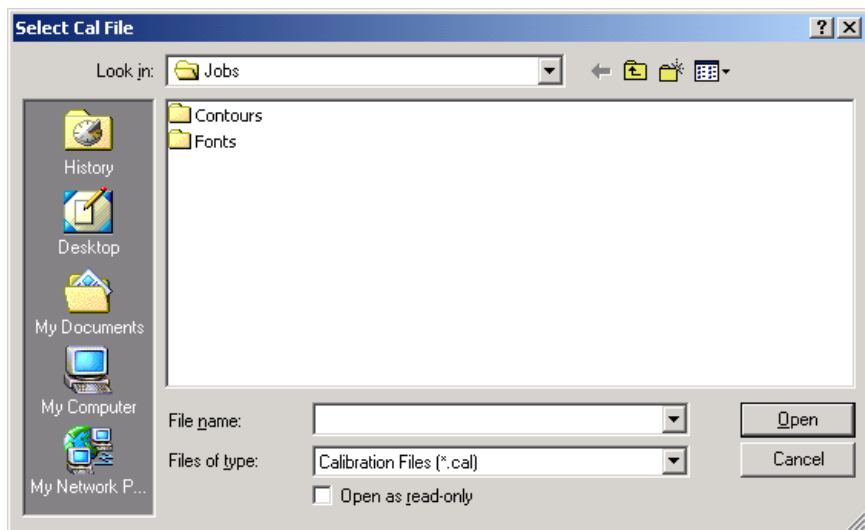 Select Cal File
Look in: Jobs
Contours
Fonts
History
Desktop
My Documents
My Computer
My Network P...
File name:
Open
Files of type: Calibration Files (*.cal)
Cancel
Open as read-only